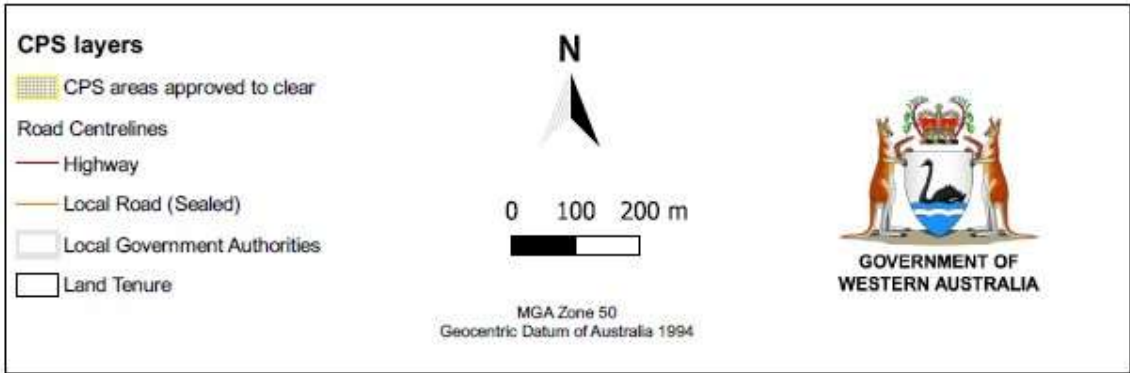 CPS layers
CPS areas approved to clear
Road Centrelines
Highway
Local Road (Sealed)
Local Government Authorities
Land Tenure
N
0 100 200 m
MGA Zone 50
Geocentric Datum of Australia 1994
GOVERNMENT OF
WESTERN AUSTRALIA